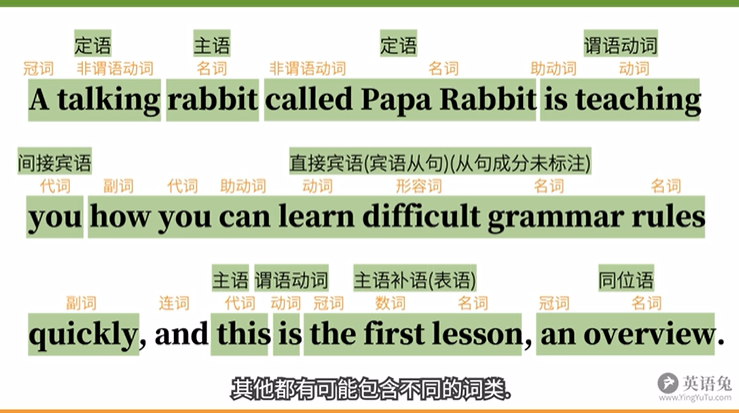 定语 主语 定语 谓语动词
冠词 非谓语动词 名词 非谓语动词 名词 助动词 动词
A talking rabbit called Papa Rabbit is teaching
间接宾语 直接宾语(宾语从句)(从句成分未标注)
代词 副词 代词 助动词 动词 形容词 名词 名词
you how you can learn difficult grammar rules
主语 谓语动词 主语补语(表语) 同位语
副词 连词 代词 动词 冠词 数词 名词 冠词 名词
quickly, and this is the first lesson, an overview.
其他都有可能包含不同的词类.
英语兔
www.YingYuTu.com